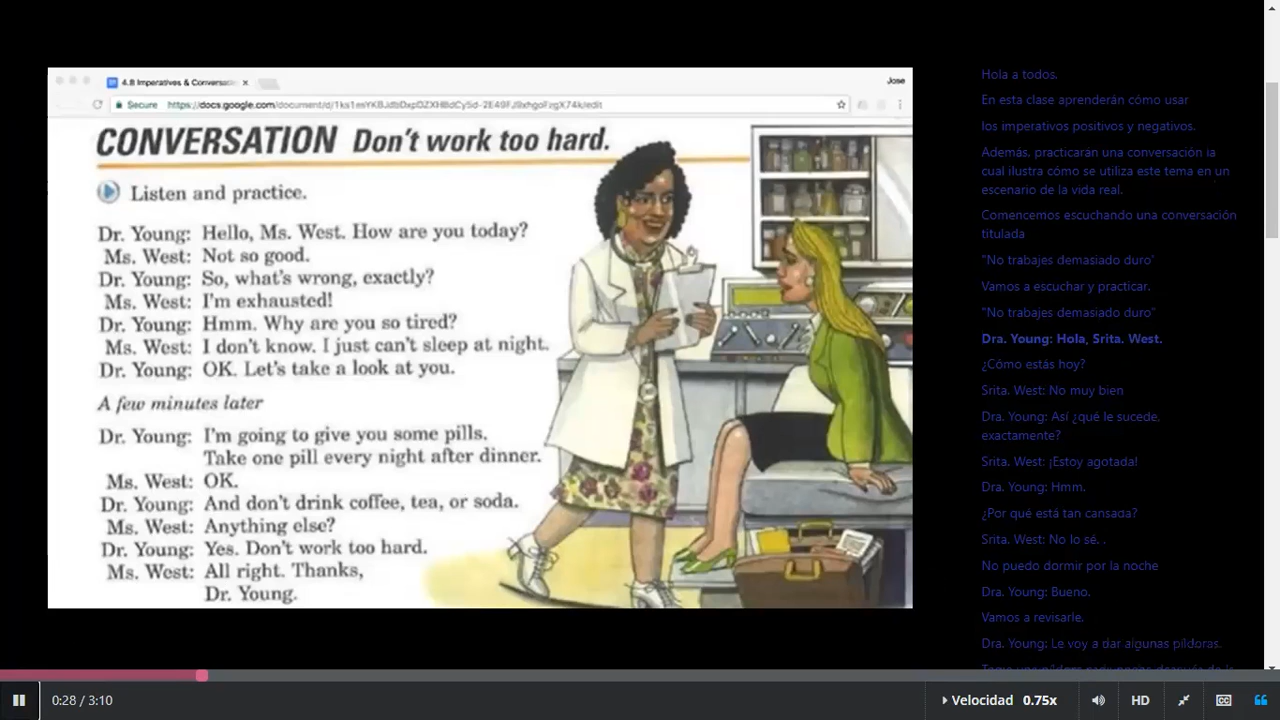 4.B Imperatives & Conversa
Jose
Secure
CONVERSATION Don't work too hard.
Listen and practice.
Dr. Young: Hello, Ms. West. How are you today?
Ms. West: Not so good.
Dr. Young: So, what's wrong, exactly?
Ms. West: I'm exhausted!
Dr. Young: Hmm. Why are you so tired?
Ms. West: I don't know. I just can't sleep at night.
Dr. Young: OK. Let's take a look at you.
A few minutes later
Dr. Young: I'm going to give you some pills.
Take one pill every night after dinner.
Ms. West: OK.
Dr. Young: And don't drink coffee, tea, or soda.
Ms. West: Anything else?
Dr. Young: Yes. Don't work too hard.
Ms. West: All right. Thanks,
Dr. Young.
Hola a todos.
En esta clase aprenderán cómo usar
los imperativos positivos y negativos.
Además, practicarán una conversación la
cual ilustra cómo se utiliza este tema en un
escenario de la vida real.
Comencemos escuchando una conversación
titulada
"No trabajes demasiado duro"
Vamos a escuchar y practicar.
"No trabajes demasiado duro"
Dra. Young: Hola, Srita. West.
¿Cómo estás hoy?
Srita. West: No muy bien
Dra. Young: Así ¿qué le sucede,
exactamente?
Srita. West: ¡Estoy agotada!
Dra. Young: Hmm.
¿Por qué está tan cansada?
Srita. West: No lo sé. .
No puedo dormir por la noche
Dra. Young: Bueno.
Vamos a revisarle.
Dra. Young: Le voy a dar algunas píldoras.
0:28 / 3:10
Velocidad 0.75x
HD
CC